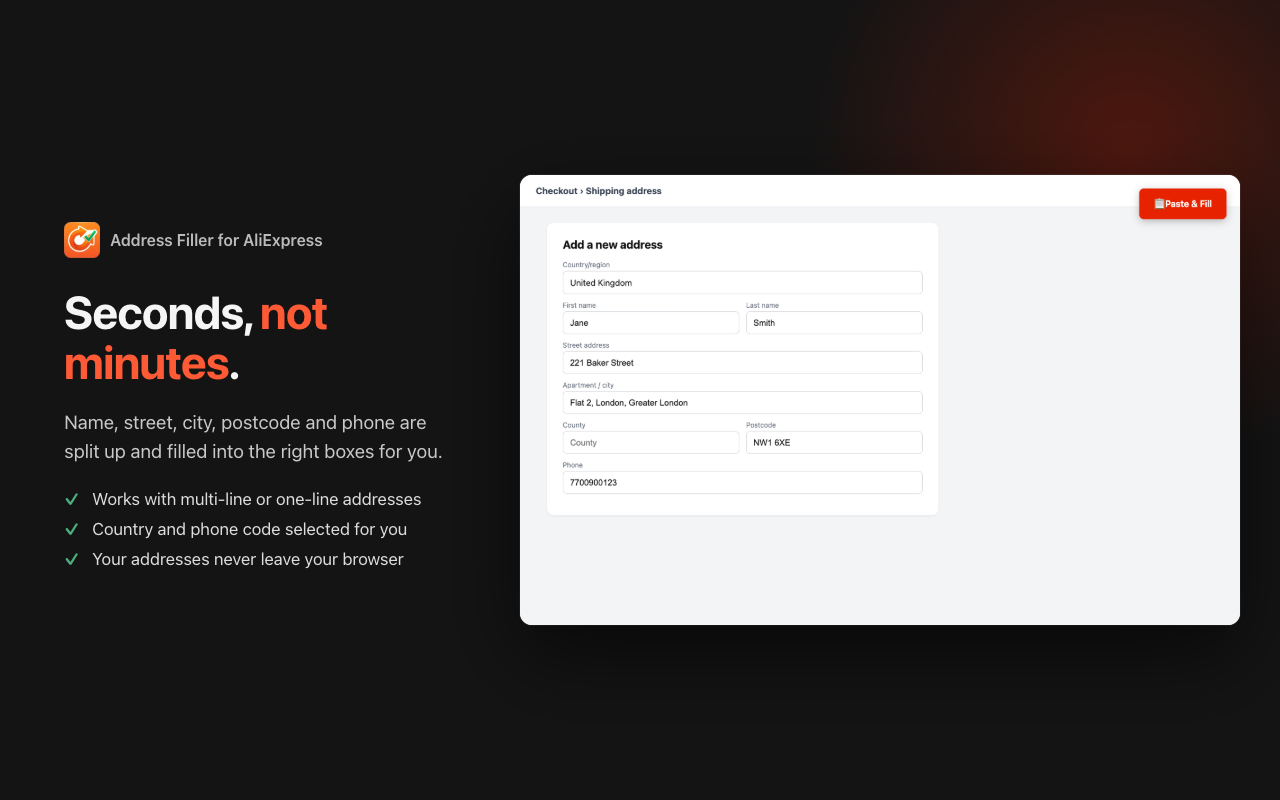 Address Filler for AliExpress
Seconds, not
minutes.
Name, street, city, postcode and phone are
split up and filled into the right boxes for you.
Works with multi-line or one-line addresses
Country and phone code selected for you
Your addresses never leave your browser
Checkout › Shipping address
Paste & Fill
Add a new address
Country/region
United Kingdom
First name Last name
Jane Smith
Street address
221 Baker Street
Apartment / city
Flat 2, London, Greater London
County Postcode
County NW1 6XE
Phone
7700900123